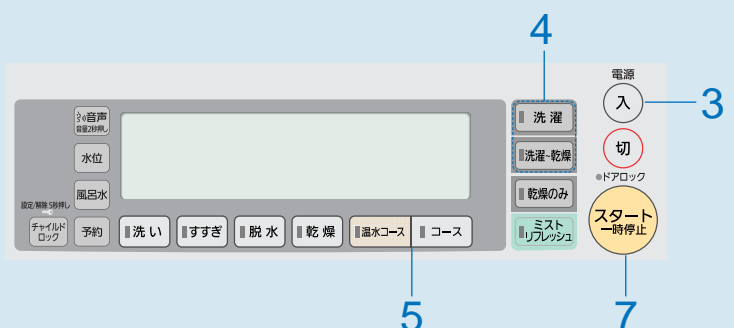 4
電源
入
3
音声
音量2秒押し
洗 濯
水位
洗濯~乾燥
切
ドアロック
風呂水
乾燥のみ
設定/解除 5秒押し
スタート
一時停止
チャイルド
ロック
予約
洗 い
すすぎ
脱 水
乾 燥
温水コース
コース
ミスト
リフレッシュ
5
7